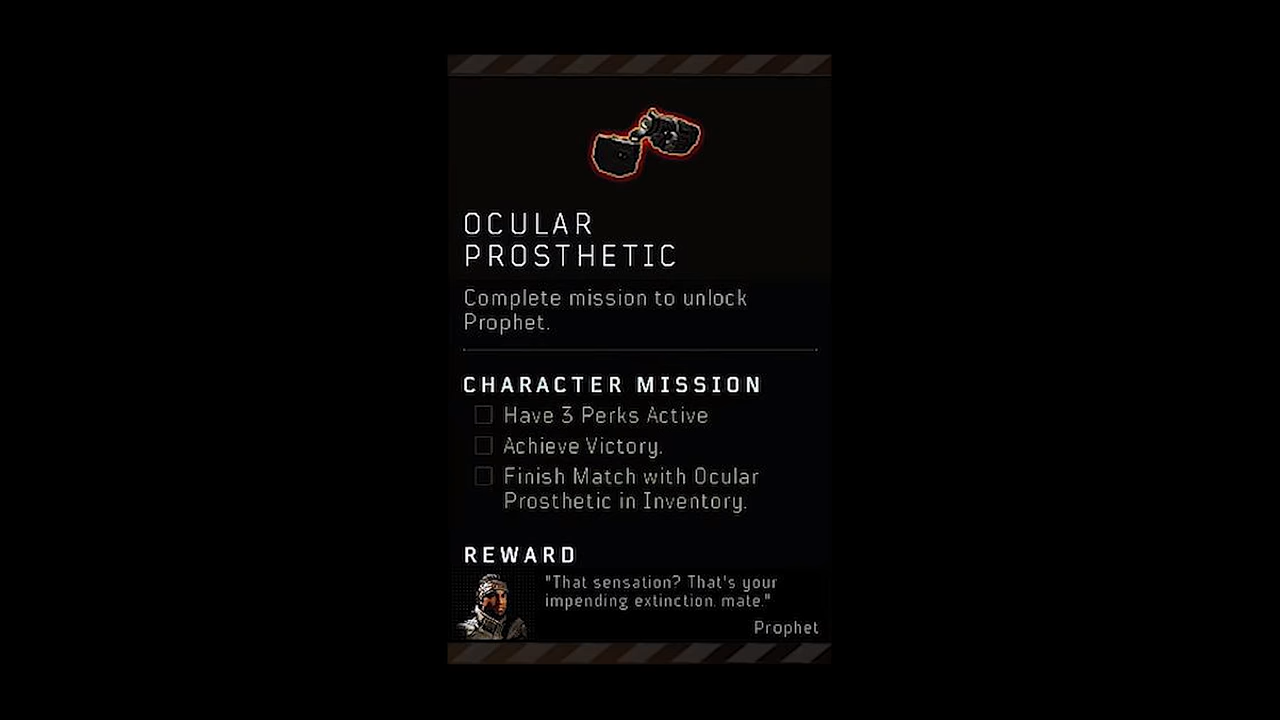 OCULAR
PROSTHETIC
Complete mission to unlock
Prophet.
CHARACTER MISSION
Have 3 Perks Active
Achieve Victory.
Finish Match with Ocular
Prosthetic in Inventory.
REWARD
"That sensation? That's your
impending extinction, mate."
Prophet